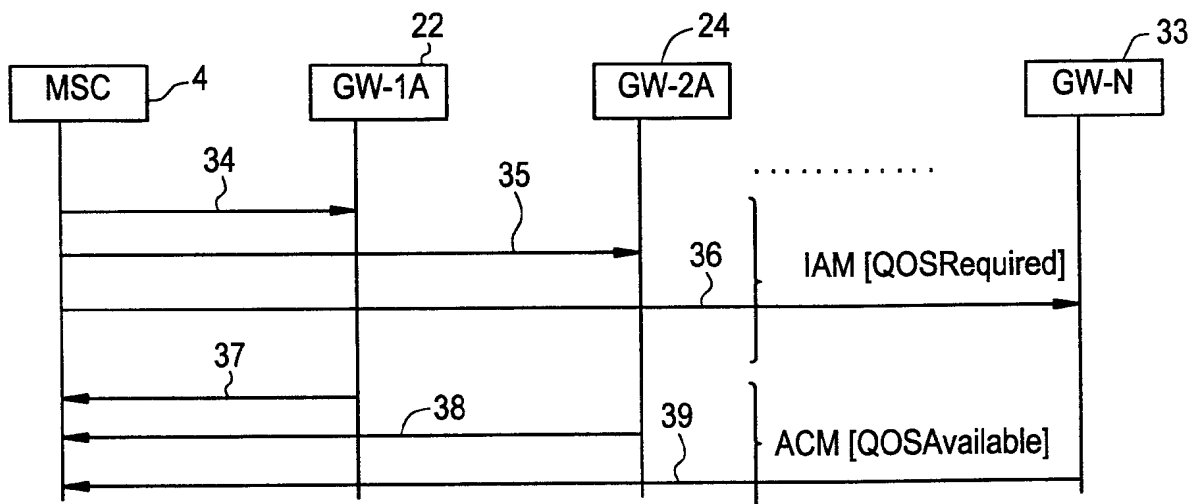 22
24
33
MSC
4
GW-1A
GW-2A
GW-N
............
34
35
36
IAM [QOSRequired]
37
38
39
ACM [QOSAvailable]